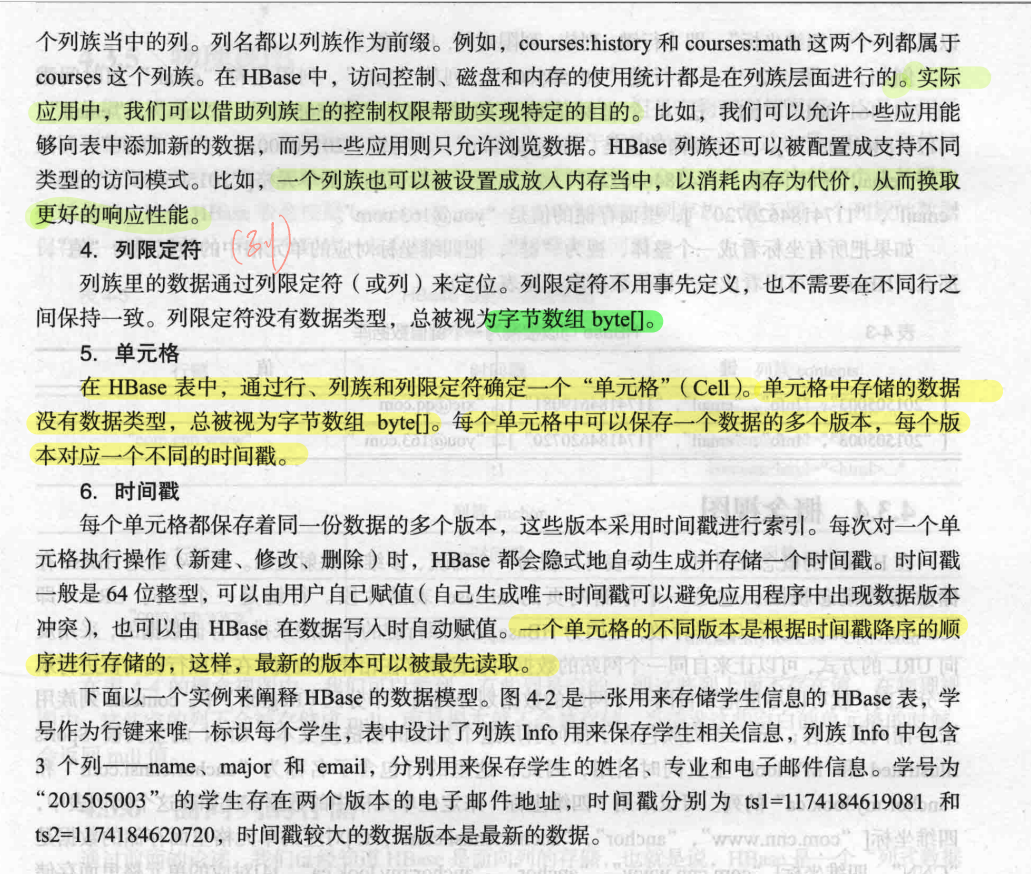 个列族当中的列。列名都以列族作为前缀。例如，courses:history 和 courses:math 这两个列都属于
courses 这个列族。在 HBase 中，访问控制、磁盘和内存的使用统计都是在列族层面进行的。实际
应用中，我们可以借助列族上的控制权限帮助实现特定的目的。比如，我们可以允许一些应用能
够向表中添加新的数据，而另一些应用则只允许浏览数据。HBase 列族还可以被配置成支持不同
类型的访问模式。比如，一个列族也可以被设置成放入内存当中，以消耗内存为代价，从而换取
更好的响应性能。
4. 列限定符
列族里的数据通过列限定符（或列）来定位。列限定符不用事先定义，也不需要在不同行之
间保持一致。列限定符没有数据类型，总被视为字节数组 byte[]。
5. 单元格
在 HBase 表中，通过行、列族和列限定符确定一个“单元格”（Cell）。单元格中存储的数据
没有数据类型，总被视为字节数组 byte[]。每个单元格中可以保存一个数据的多个版本，每个版
本对应一个不同的时间戳。
6. 时间戳
每个单元格都保存着同一份数据的多个版本，这些版本采用时间戳进行索引。每次对一个单
元格执行操作（新建、修改、删除）时，HBase 都会隐式地自动生成并存储一个时间戳。时间戳
一般是 64 位整型，可以由用户自己赋值（自己生成唯一时间戳可以避免应用程序中出现数据版本
冲突），也可以由 HBase 在数据写入时自动赋值。一个单元格的不同版本是根据时间戳降序的顺
序进行存储的，这样，最新的版本可以被最先读取。
下面以一个实例来阐释 HBase 的数据模型。图 4-2 是一张用来存储学生信息的 HBase 表，学
号作为行键来唯一标识每个学生，表中设计了列族 Info 用来保存学生相关信息，列族 Info 中包含
3 个列——name、major 和 email，分别用来保存学生的姓名、专业和电子邮件信息。学号为
“201505003”的学生存在两个版本的电子邮件地址，时间戳分别为 ts1=1174184619081 和
ts2=1174184620720，时间戳较大的数据版本是最新的数据。